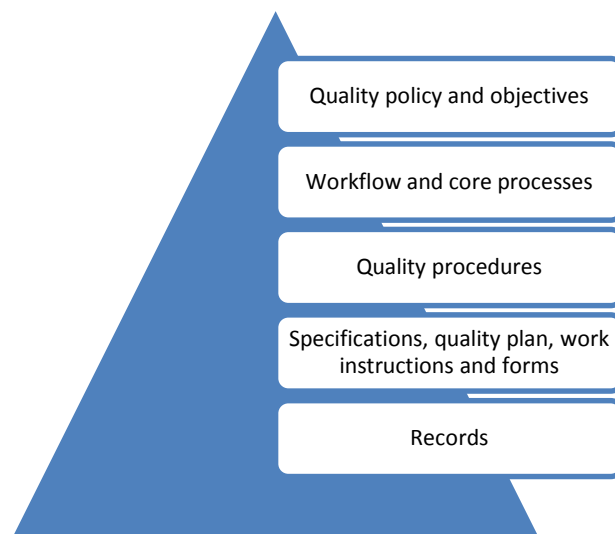 Quality policy and objectives
Workflow and core processes
Quality procedures
Specifications, quality plan, work
instructions and forms
Records